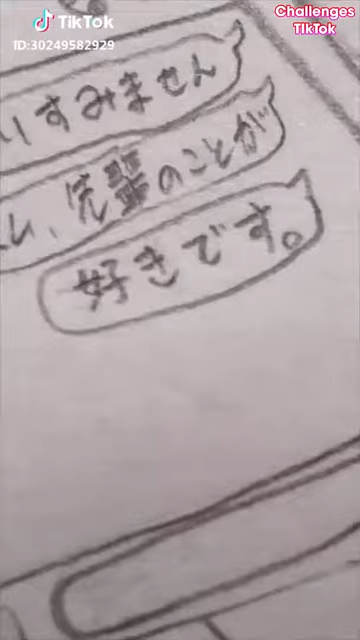 TikTok
ID:30249582929
Challenges
TikTok
すみません
先輩のことが
好きです。